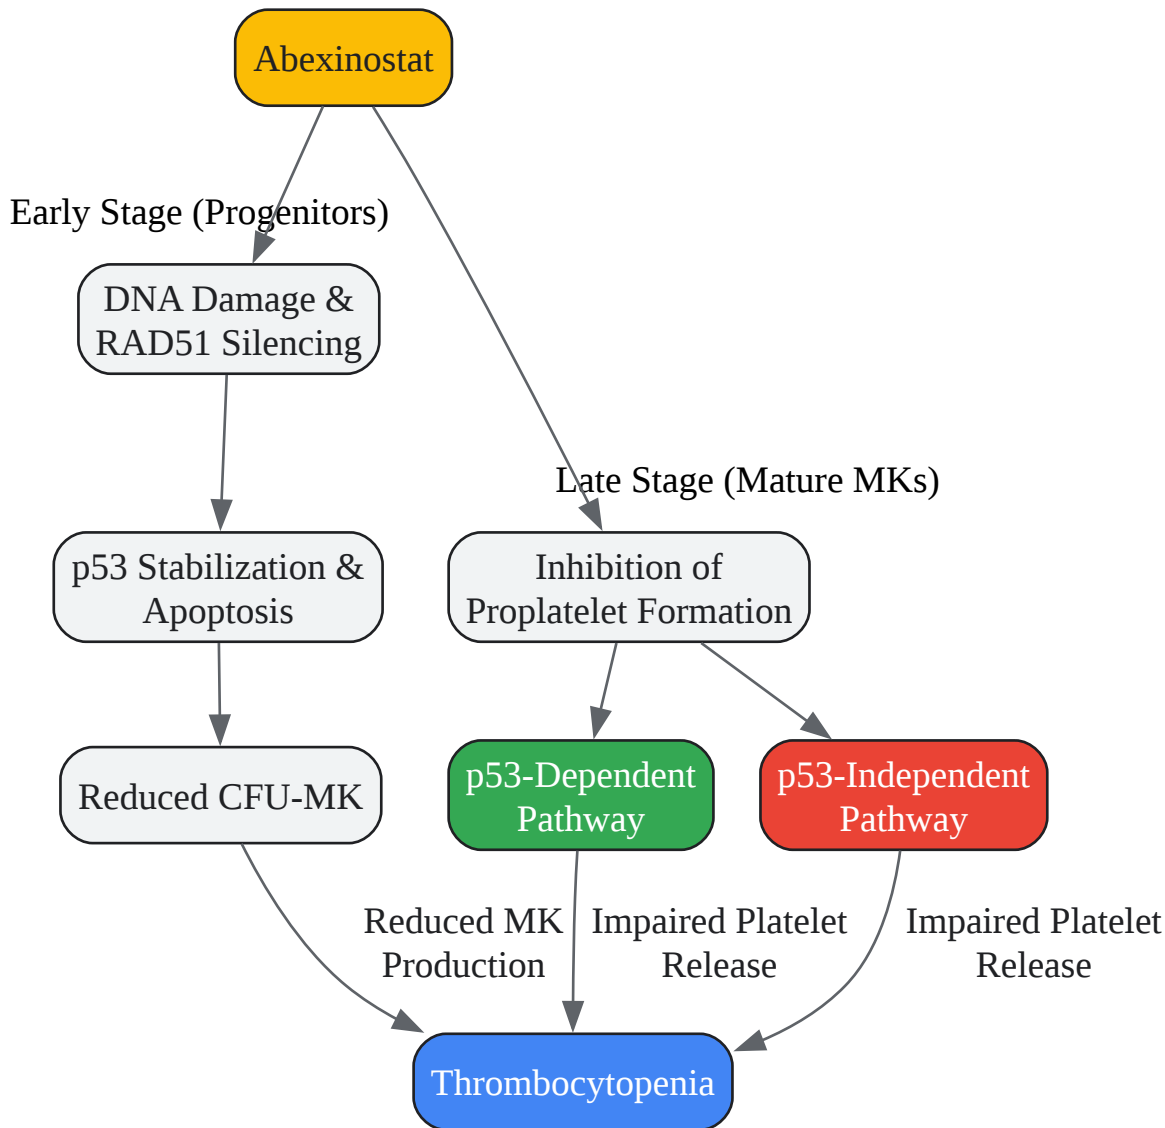 Abexinostat
Early Stage (Progenitors)
DNA Damage &
RAD51 Silencing
Late Stage (Mature MKs)
p53 Stabilization &
Apoptosis
Inhibition of
Proplatelet Formation
Reduced CFU-MK
p53-Dependent
Pathway
p53-Independent
Pathway
Reduced MK
Production
Impaired Platelet
Release
Impaired Platelet
Release
Thrombocytopenia